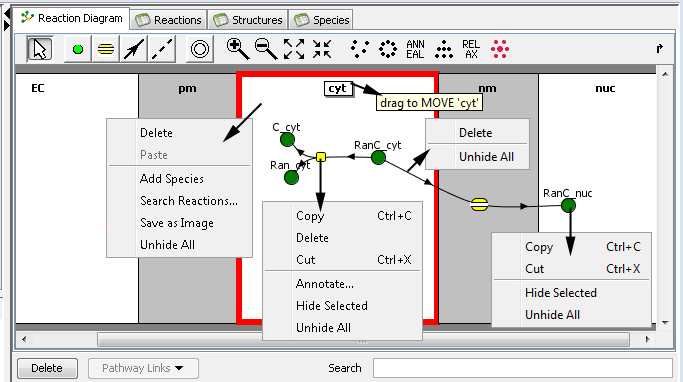 Reaction Diagram Reactions Structures Species
ANN EAL REL AX
EC pm cyt nm nuc
drag to MOVE 'cyt'
C_cyt
RanC_cyt
Ran_cyt
RanC_nuc
Delete
Paste
Add Species
Search Reactions...
Save as Image
Unhide All
Delete
Unhide All
Copy Ctrl+C
Delete
Cut Ctrl+X
Annotate...
Hide Selected
Unhide All
Copy Ctrl+C
Cut Ctrl+X
Hide Selected
Unhide All
Delete Pathway Links Search